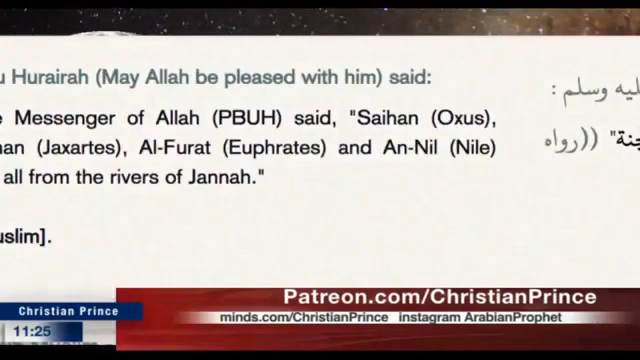 u Hurairah (May Allah be pleased with him) said:
e Messenger of Allah (PBUH) said, "Saihan (Oxus),
han (Jaxartes), Al-Furat (Euphrates) and An-Nil (Nile)
all from the rivers of Jannah."
uslim].
ليه وسلم :
جنة" ((رواه
Patreon.com/ChristianPrince
Christian Prince
minds.com/ChristianPrince instagram ArabianProphet
11:25